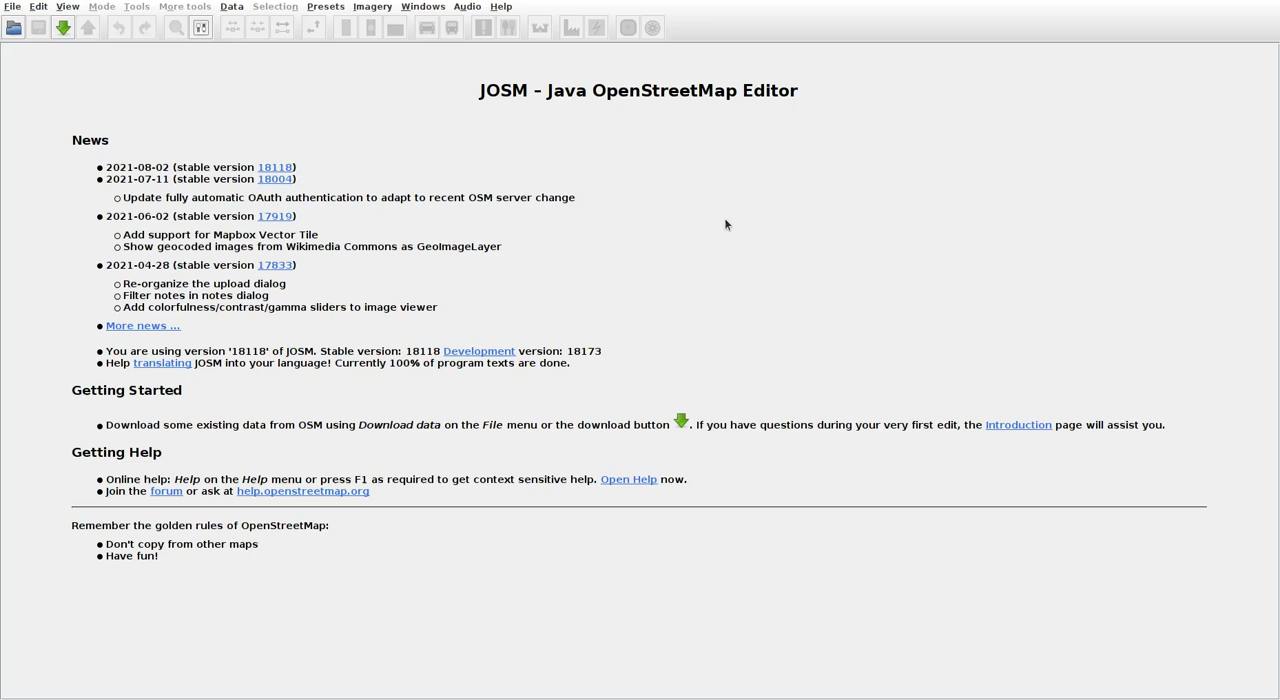 File Edit View Mode Tools More tools Data Selection Presets Imagery Windows Audio Help
JOSM – Java OpenStreetMap Editor
News
2021-08-02 (stable version 18118)
2021-07-11 (stable version 18004)
Update fully automatic OAuth authentication to adapt to recent OSM server change
2021-06-02 (stable version 17919)
Add support for Mapbox Vector Tile
Show geocoded images from Wikimedia Commons as GeoImageLayer
2021-04-28 (stable version 17833)
Re-organize the upload dialog
Filter notes in notes dialog
Add colorfulness/contrast/gamma sliders to image viewer
More news ...
You are using version '18118' of JOSM. Stable version: 18118 Development version: 18173
Help translating JOSM into your language! Currently 100% of program texts are done.
Getting Started
Download some existing data from OSM using Download data on the File menu or the download button . If you have questions during your very first edit, the Introduction page will assist you.
Getting Help
Online help: Help on the Help menu or press F1 as required to get context sensitive help. Open Help now.
Join the forum or ask at help.openstreetmap.org
Remember the golden rules of OpenStreetMap:
Don't copy from other maps
Have fun!